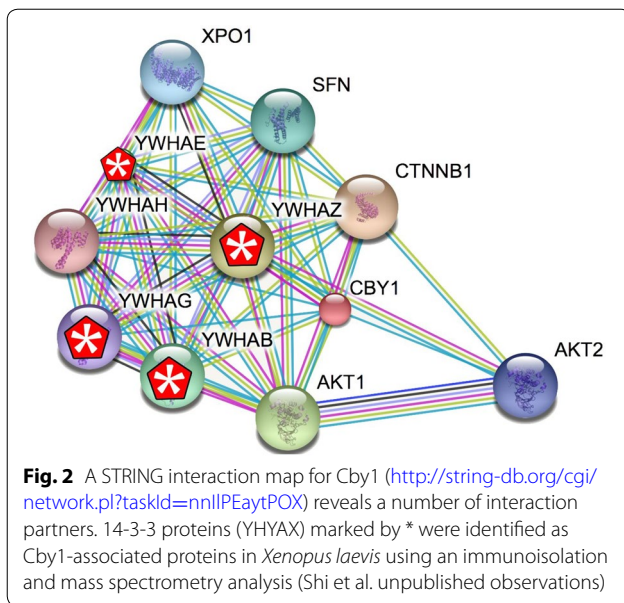 XPO1
SFN
YWHAE
CTNNB1
YWHAH
YWHAZ
*
*
CBY1
YWHAG
YWHAB
*
*
AKT2
AKT1
Fig. 2 A STRING interaction map for Cby1 (http://string-db.org/cgi/
network.pl?taskId=nnIlPEaytPOX) reveals a number of interaction
partners. 14-3-3 proteins (YHYAX) marked by * were identified as
Cby1-associated proteins in Xenopus laevis using an immunoisolation
and mass spectrometry analysis (Shi et al. unpublished observations)